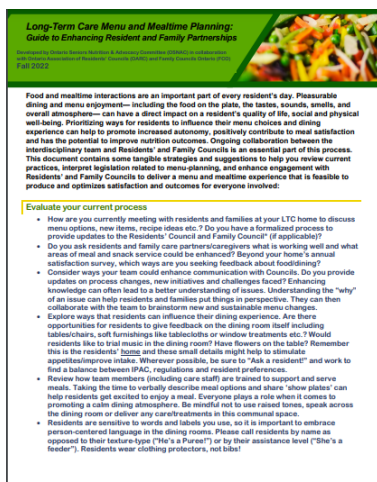 Long-Term Care Menu and Mealtime Planning:
Guide to Enhancing Resident and Family Partnerships
Developed by Ontario Seniors Nutrition & Advocacy Committee (OSNAC) in collaboration
with Ontario Association of Residents' Councils (OARC) and Family Councils Ontario (FCO)
Fall 2022
Food and mealtime interactions are an important part of every resident's day. Pleasurable
dining and menu enjoyment— including the food on the plate, the tastes, sounds, smells, and
overall atmosphere— can have a direct impact on a resident's quality of life, social and physical
well-being. Prioritizing ways for residents to influence their menu choices and dining
experience can help to promote increased autonomy, positively contribute to meal satisfaction
and has the potential to improve nutrition outcomes. Ongoing collaboration between the
interdisciplinary team and Residents' and Family Councils is an essential part of this process.
This document contains some tangible strategies and suggestions to help you review current
practices, interpret legislation related to menu-planning, and enhance engagement with
Residents' and Family Councils to deliver a menu and mealtime experience that is feasible to
produce and optimizes satisfaction and outcomes for everyone involved:
Evaluate your current process
• How are you currently meeting with residents and families at your LTC home to discuss
menu options, new items, recipe ideas etc.? Do you have a formalized process to
provide updates to the Residents' Council and Family Council* (if applicable)?
• Do you ask residents and family care partners/caregivers what is working well and what
areas of meal and snack service could be enhanced? Beyond your home's annual
satisfaction survey, which ways are you seeking feedback about food/dining?
• Consider ways your team could enhance communication with Councils. Do you provide
updates on process changes, new initiatives and challenges faced? Enhancing
knowledge can often lead to a better understanding of issues. Understanding the "why"
of an issue can help residents and families put things in perspective. They can then
collaborate with the team to brainstorm new and sustainable menu changes.
• Explore ways that residents can influence their dining experience. Are there
opportunities for residents to give feedback on the dining room itself including
tables/chairs, soft furnishings like tablecloths or window treatments etc.? Would
residents like to trial music in the dining room? Have flowers on the table? Remember
this is the residents' home and these small details might help to stimulate
appetites/improve intake. Wherever possible, be sure to "Ask a resident!" and work to
find a balance between IPAC, regulations and resident preferences.
• Review how team members (including care staff) are trained to support and serve
meals. Taking the time to verbally describe meal options and share 'show plates' can
help residents get excited to enjoy a meal. Everyone plays a role when it comes to
promoting a calm dining atmosphere. Be mindful not to use raised tones, speak across
the dining room or deliver any care/treatments in this communal space.
• Residents are sensitive to words and labels you use, so it is important to embrace
person-centered language in the dining rooms. Please call residents by name as
opposed to their texture-type ("He's a Puree!") or by their assistance level ("She's a
feeder"). Residents wear clothing protectors, not bibs!